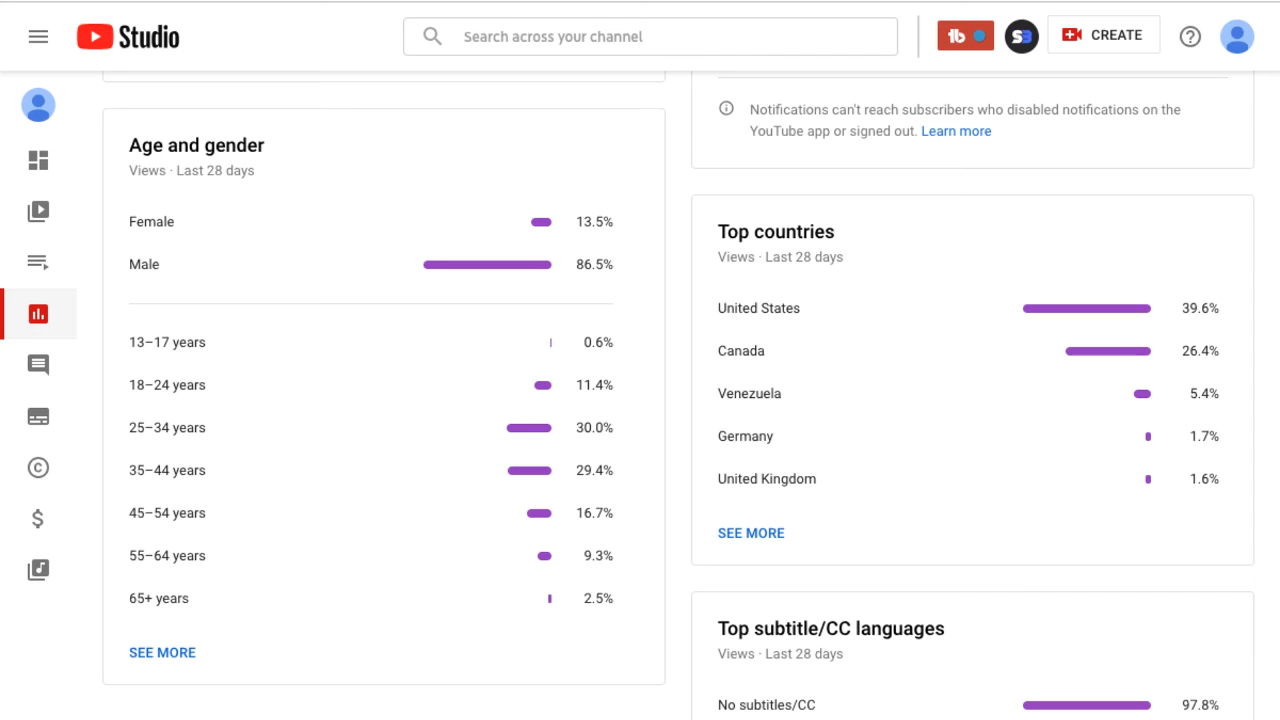 Studio
Search across your channel
tb
SB
CREATE
Age and gender
Views · Last 28 days
Female 13.5%
Male 86.5%
13–17 years 0.6%
18–24 years 11.4%
25–34 years 30.0%
35–44 years 29.4%
45–54 years 16.7%
55–64 years 9.3%
65+ years 2.5%
SEE MORE
Notifications can't reach subscribers who disabled notifications on the
YouTube app or signed out. Learn more
Top countries
Views · Last 28 days
United States 39.6%
Canada 26.4%
Venezuela 5.4%
Germany 1.7%
United Kingdom 1.6%
SEE MORE
Top subtitle/CC languages
Views · Last 28 days
No subtitles/CC 97.8%